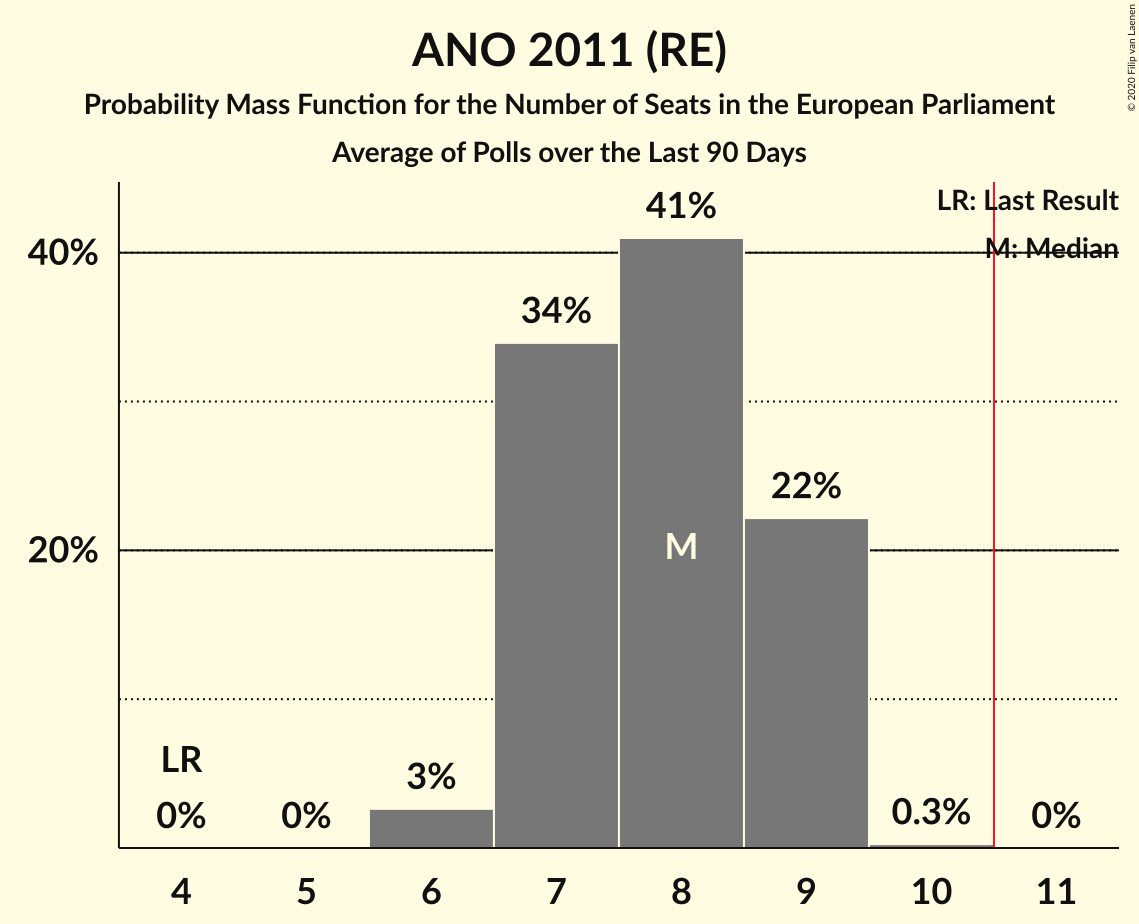 ANO 2011 (RE)
Probability Mass Function for the Number of Seats in the European Parliament
Average of Polls over the Last 90 Days
© 2020 Filip van Laenen
LR: Last Result
M: Median
41%
40%
34%
22%
20%
M
LR
3%
0%
0%
0.3%
0%
4
5
6
7
8
9
10
11